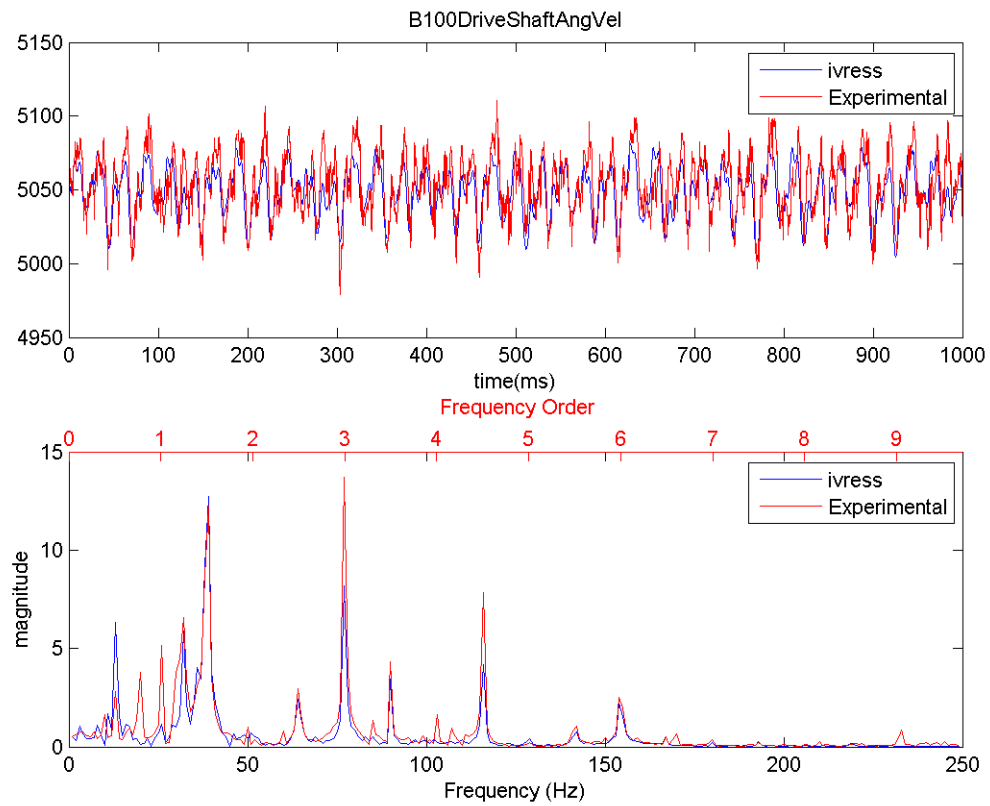 B100DriveShaftAngVel
5150
5100
5050
5000
4950
ivress
Experimental
0 100 200 300 400 500 600 700 800 900 1000
time(ms)
Frequency Order
0 1 2 3 4 5 6 7 8 9
15
10
5
0
magnitude
ivress
Experimental
0 50 100 150 200 250
Frequency (Hz)